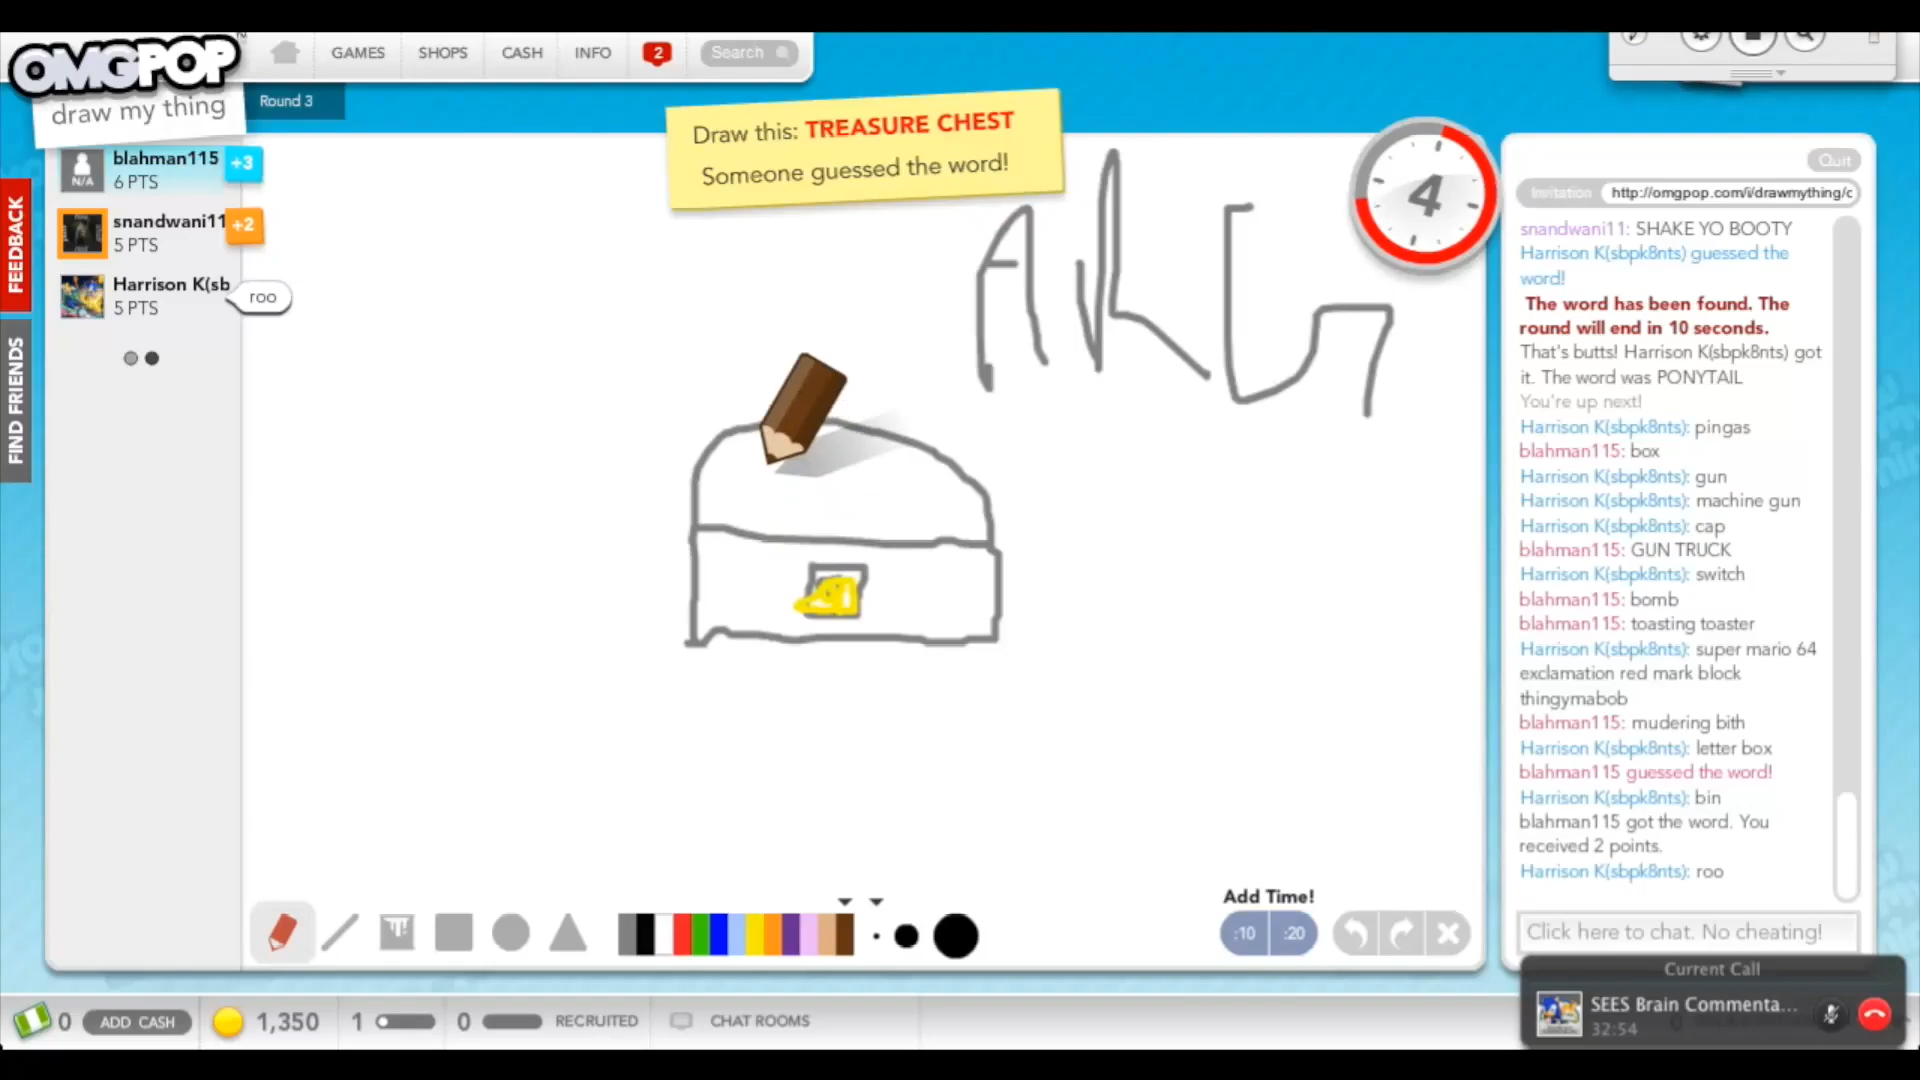 OMGPOP
draw my thing
GAMES
SHOPS
CASH
INFO
2
Search
Round 3
Draw this: TREASURE CHEST
Someone guessed the word!
FEEDBACK
FIND FRIENDS
blahman115
6 PTS
+3
N/A
snandwani11
5 PTS
+2
Harrison K(sb
5 PTS
roo
ARG
4
Quit
Invitation
http://omgpop.com/i/drawmything/c
snandwani11: SHAKE YO BOOTY
Harrison K(sbpk8nts) guessed the
word!
The word has been found. The
round will end in 10 seconds.
That's butts! Harrison K(sbpk8nts) got
it. The word was PONYTAIL
You're up next!
Harrison K(sbpk8nts): pingas
blahman115: box
Harrison K(sbpk8nts): gun
Harrison K(sbpk8nts): machine gun
Harrison K(sbpk8nts): cap
blahman115: GUN TRUCK
Harrison K(sbpk8nts): switch
blahman115: bomb
blahman115: toasting toaster
Harrison K(sbpk8nts): super mario 64
exclamation red mark block
thingymabob
blahman115: mudering bith
Harrison K(sbpk8nts): letter box
blahman115 guessed the word!
Harrison K(sbpk8nts): bin
blahman115 got the word. You
received 2 points.
Harrison K(sbpk8nts): roo
Click here to chat. No cheating!
Add Time!
:10
:20
0
ADD CASH
1,350
1
0
RECRUITED
CHAT ROOMS
Current Call
SEES Brain Commenta...
32:54